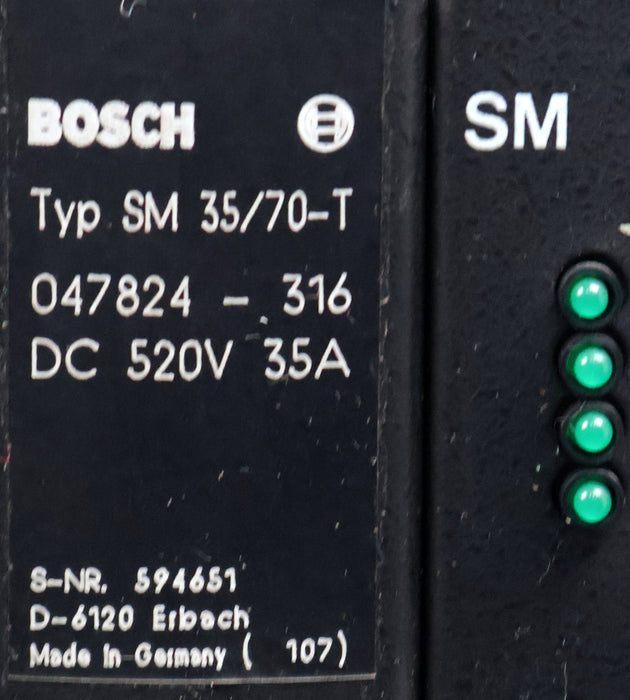 BOSCH
SM
Typ SM 35/70-T
047824 - 316
DC 520V 35A
S-NR. 594651
D-6120 Erbach
Made in Germany ( 107)